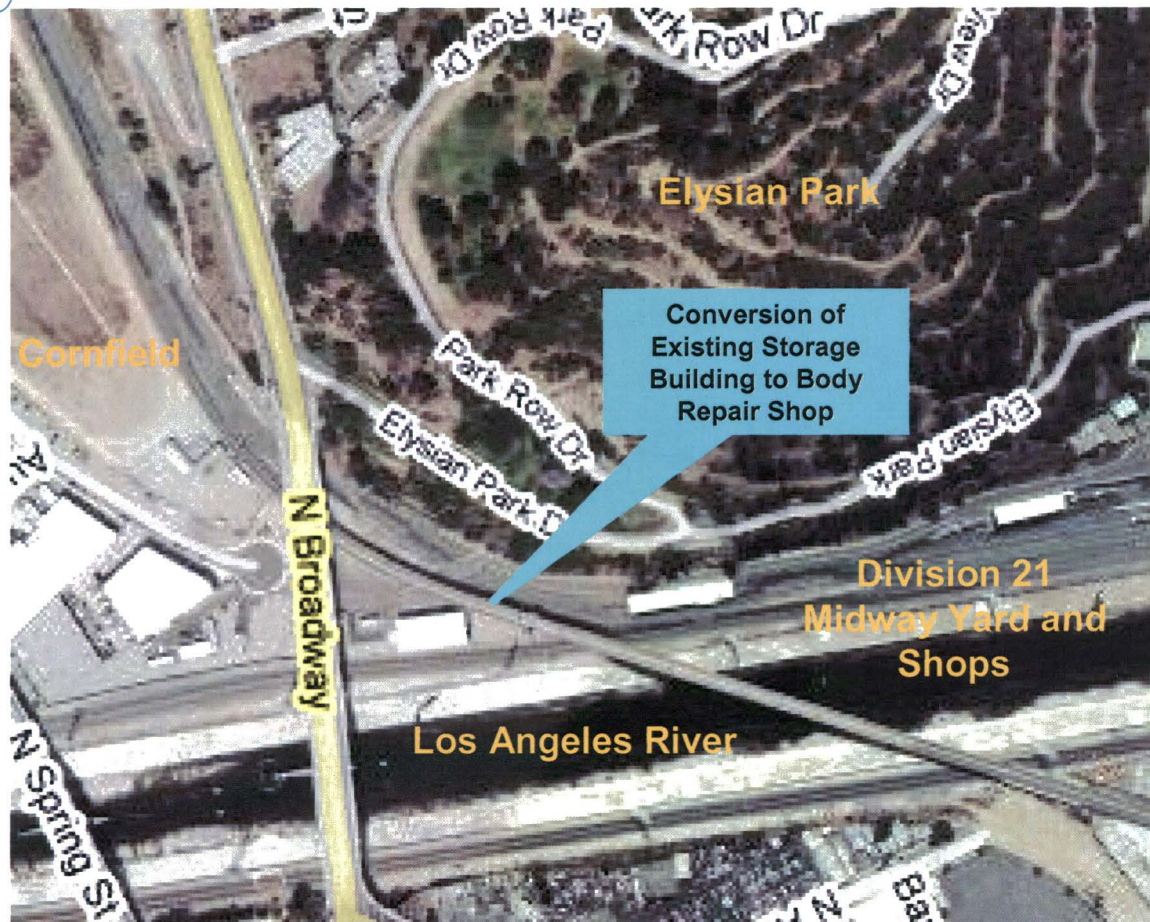 St
Park Row Dr
Park Row Dr
View Dr
Elysian Park
Conversion of
Existing Storage
Building to Body
Repair Shop
Cornfield
Park Row Dr
Elysian Park D
Elysian Park
N Broadway
Division 21
Midway Yard and
Shops
Los Angeles River
N Spring St